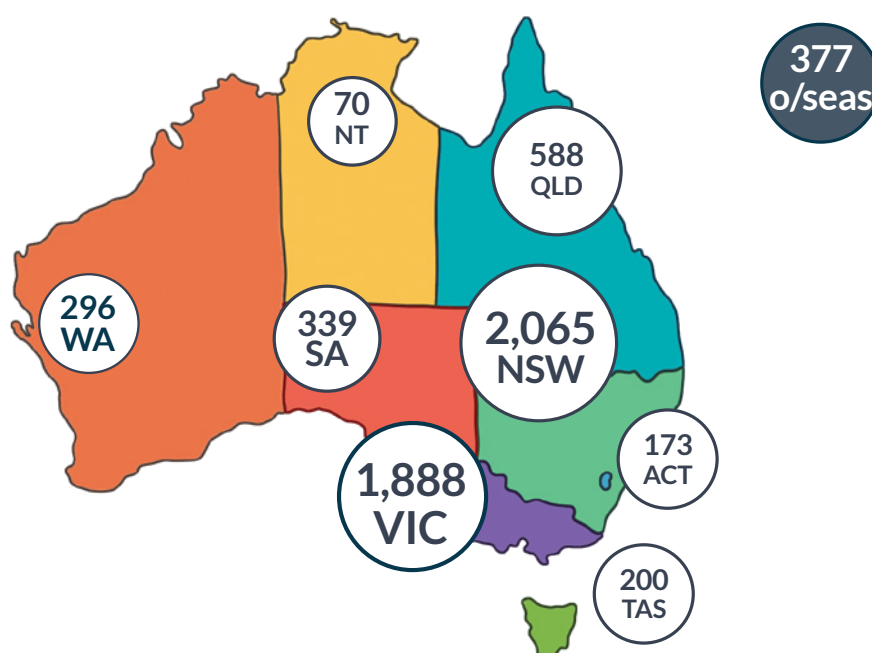 377
o/seas
70
NT
588
QLD
296
WA
339
SA
2,065
NSW
173
ACT
1,888
VIC
200
TAS